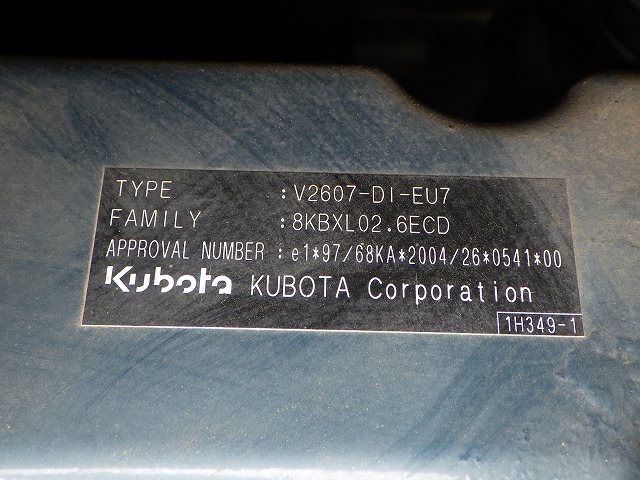 TYPE :V2607-DI-EU7
FAMILY :8KBXL02.6ECD
APPROVAL NUMBER :e1*97/68KA*2004/26*0541*00
Kubota KUBOTA Corporation
1H349-1